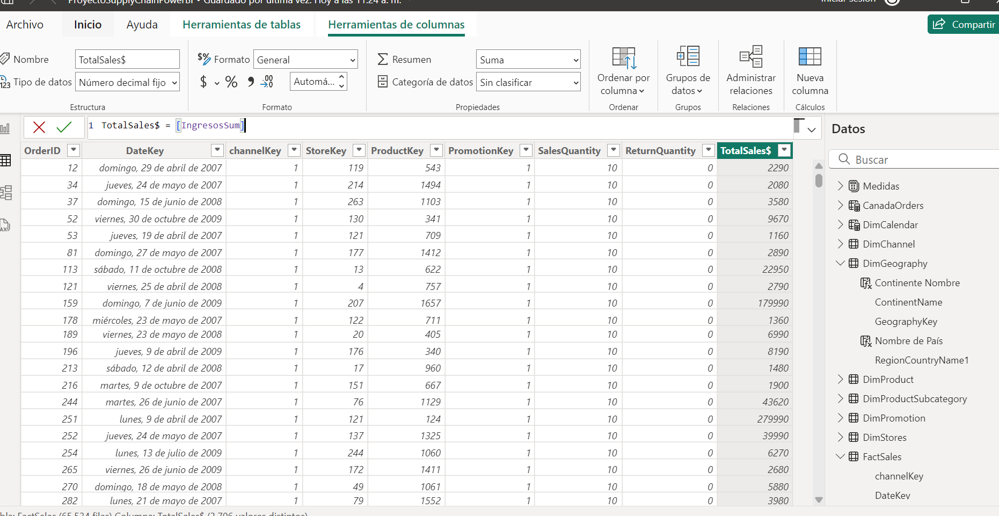 ProyectoSupplyChainPowerBI • Guardado por última vez: Hoy a las 11:24 a. m.
Iniciar sesión
Archivo Inicio Ayuda Herramientas de tablas Herramientas de columnas Compartir
Nombre TotalSales$ $% Formato General Resumen Suma
Tipo de datos Número decimal fijo $ % Automá... Categoría de datos Sin clasificar
Ordenar por columna Grupos de datos Administrar relaciones Nueva columna
Estructura Formato Propiedades Ordenar Grupos Relaciones Cálculos
1 TotalSales$ = [IngresosSum]
OrderID DateKey channelKey StoreKey ProductKey PromotionKey SalesQuantity ReturnQuantity TotalSales$
12 domingo, 29 de abril de 2007 1 119 543 1 10 0 2290
34 jueves, 24 de mayo de 2007 1 214 1494 1 10 0 2080
37 domingo, 15 de junio de 2008 1 263 1103 1 10 0 3580
52 viernes, 30 de octubre de 2009 1 130 341 1 10 0 9670
53 jueves, 19 de abril de 2007 1 121 709 1 10 0 1160
81 domingo, 27 de mayo de 2007 1 177 1412 1 10 0 2890
113 sábado, 11 de octubre de 2008 1 13 622 1 10 0 22950
121 viernes, 25 de abril de 2008 1 4 757 1 10 0 2790
159 domingo, 7 de junio de 2009 1 207 1657 1 10 0 179990
178 miércoles, 23 de mayo de 2007 1 122 711 1 10 0 1360
189 viernes, 23 de mayo de 2008 1 20 405 1 10 0 6990
196 jueves, 9 de abril de 2009 1 176 340 1 10 0 8190
213 sábado, 12 de abril de 2008 1 17 960 1 10 0 1480
216 martes, 9 de octubre de 2007 1 151 667 1 10 0 1900
244 martes, 26 de junio de 2007 1 76 1129 1 10 0 43620
251 lunes, 9 de abril de 2007 1 121 124 1 10 0 279990
252 jueves, 24 de mayo de 2007 1 137 1325 1 10 0 39990
254 lunes, 13 de julio de 2009 1 244 1060 1 10 0 6270
265 viernes, 26 de junio de 2009 1 172 1411 1 10 0 2680
270 domingo, 18 de mayo de 2008 1 49 1061 1 10 0 5880
282 lunes, 21 de mayo de 2007 1 79 1552 1 10 0 3980
Datos
Buscar
Medidas
CanadaOrders
DimCalendar
DimChannel
DimGeography
Continente Nombre
ContinentName
GeographyKey
Nombre de País
RegionCountryName1
DimProduct
DimProductSubcategory
DimPromotion
DimStores
FactSales
channelKey
DateKey
FactSales (65.534 filas) Columna: TotalSales$ (3.706 valores distintos)